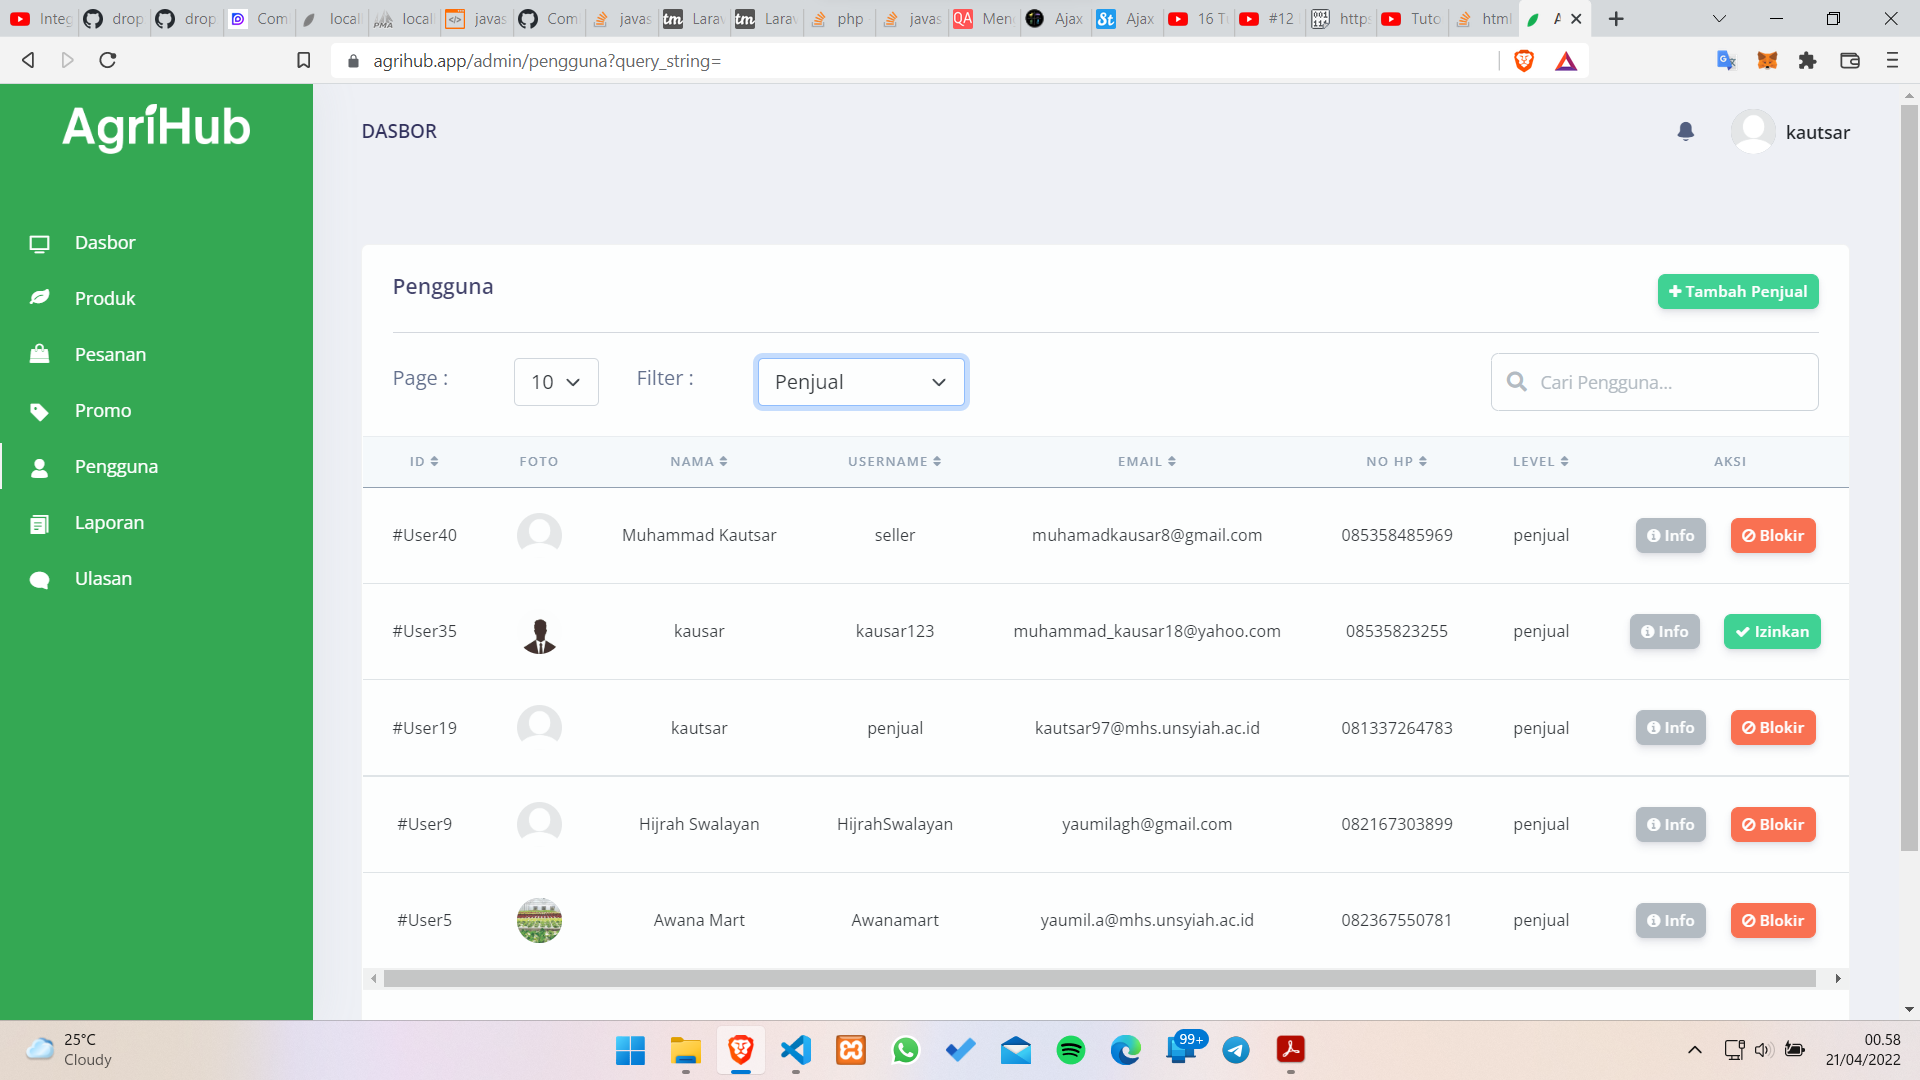 Integ
drop
drop
Com
local
local
javas
Com
javas
Larav
Larav
php
javas
Men
Ajax
Ajax
16 Tu
#12
https
Tuto
html
agrihub.app/admin/pengguna?query_string=
AgriHub
DASBOR
kautsar
Dasbor
Produk
Pesanan
Promo
Pengguna
Laporan
Ulasan
Pengguna
Tambah Penjual
Page :
10
Filter :
Penjual
Cari Pengguna...
ID FOTO NAMA USERNAME EMAIL NO HP LEVEL AKSI
#User40 Muhammad Kautsar seller muhamadkausar8@gmail.com 085358485969 penjual Info Blokir
#User35 kausar kausar123 muhammad_kausar18@yahoo.com 08535823255 penjual Info Izinkan
#User19 kautsar penjual kautsar97@mhs.unsyiah.ac.id 081337264783 penjual Info Blokir
#User9 Hijrah Swalayan HijrahSwalayan yaumilagh@gmail.com 082167303899 penjual Info Blokir
#User5 Awana Mart Awanamart yaumil.a@mhs.unsyiah.ac.id 082367550781 penjual Info Blokir
25°C
Cloudy
99+
00.58
21/04/2022